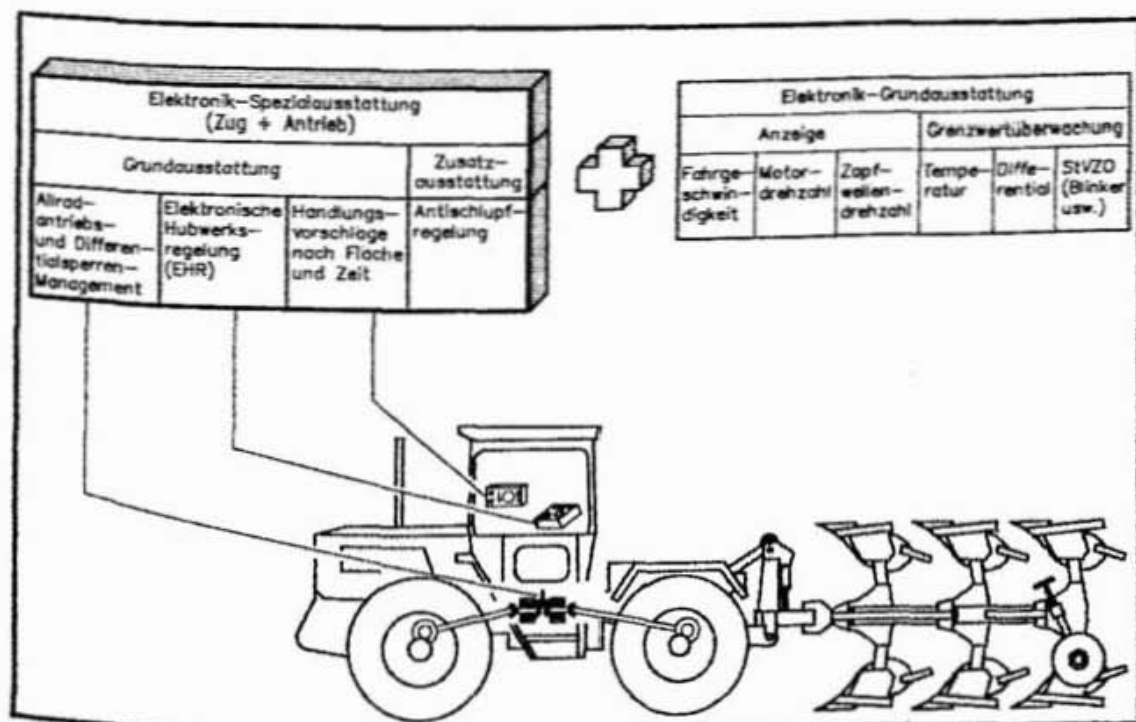 Elektronik-Spezialausstattung
(Zug + Antrieb)
Grundausstattung
Zusatz-
ausstattung
Allrad-
antriebs-
und Differen-
tialsperren-
Management
Elektronische
Hubwerks-
regelung
(EHR)
Handlungs-
vorschläge
nach Fläche
und Zeit
Antischlupf-
regelung
Elektronik-Grundausstattung
Anzeige
Grenzwertüberwachung
Fahrge-
schwin-
digkeit
Motor-
drehzahl
Zapf-
wellen-
drehzahl
Tempe-
ratur
Diffe-
rential
StVZO
(Blinker
usw.)